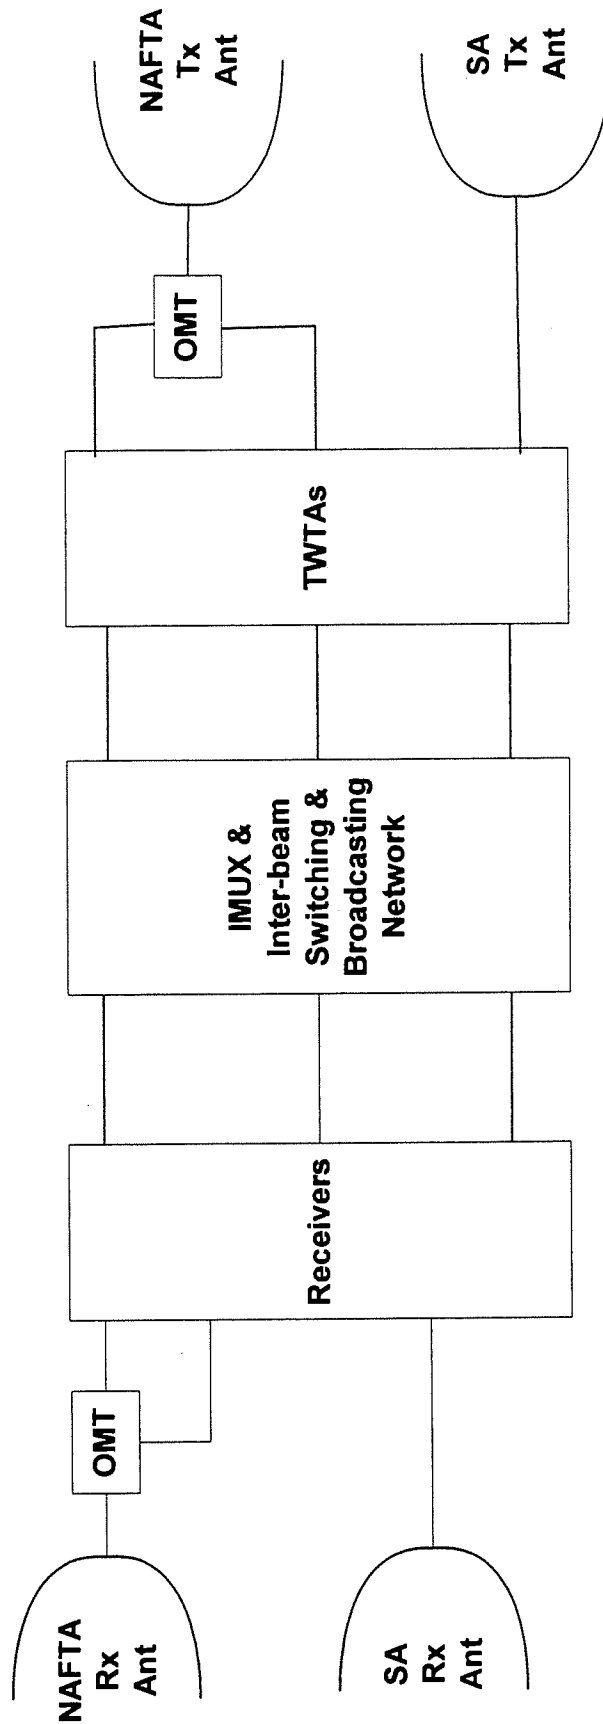 NAFTA
Rx
Ant
SA
Rx
Ant
OMT
Receivers
IMUX &
Inter-beam
Switching &
Broadcasting
Network
TWTAs
OMT
NAFTA
Tx
Ant
SA
Tx
Ant